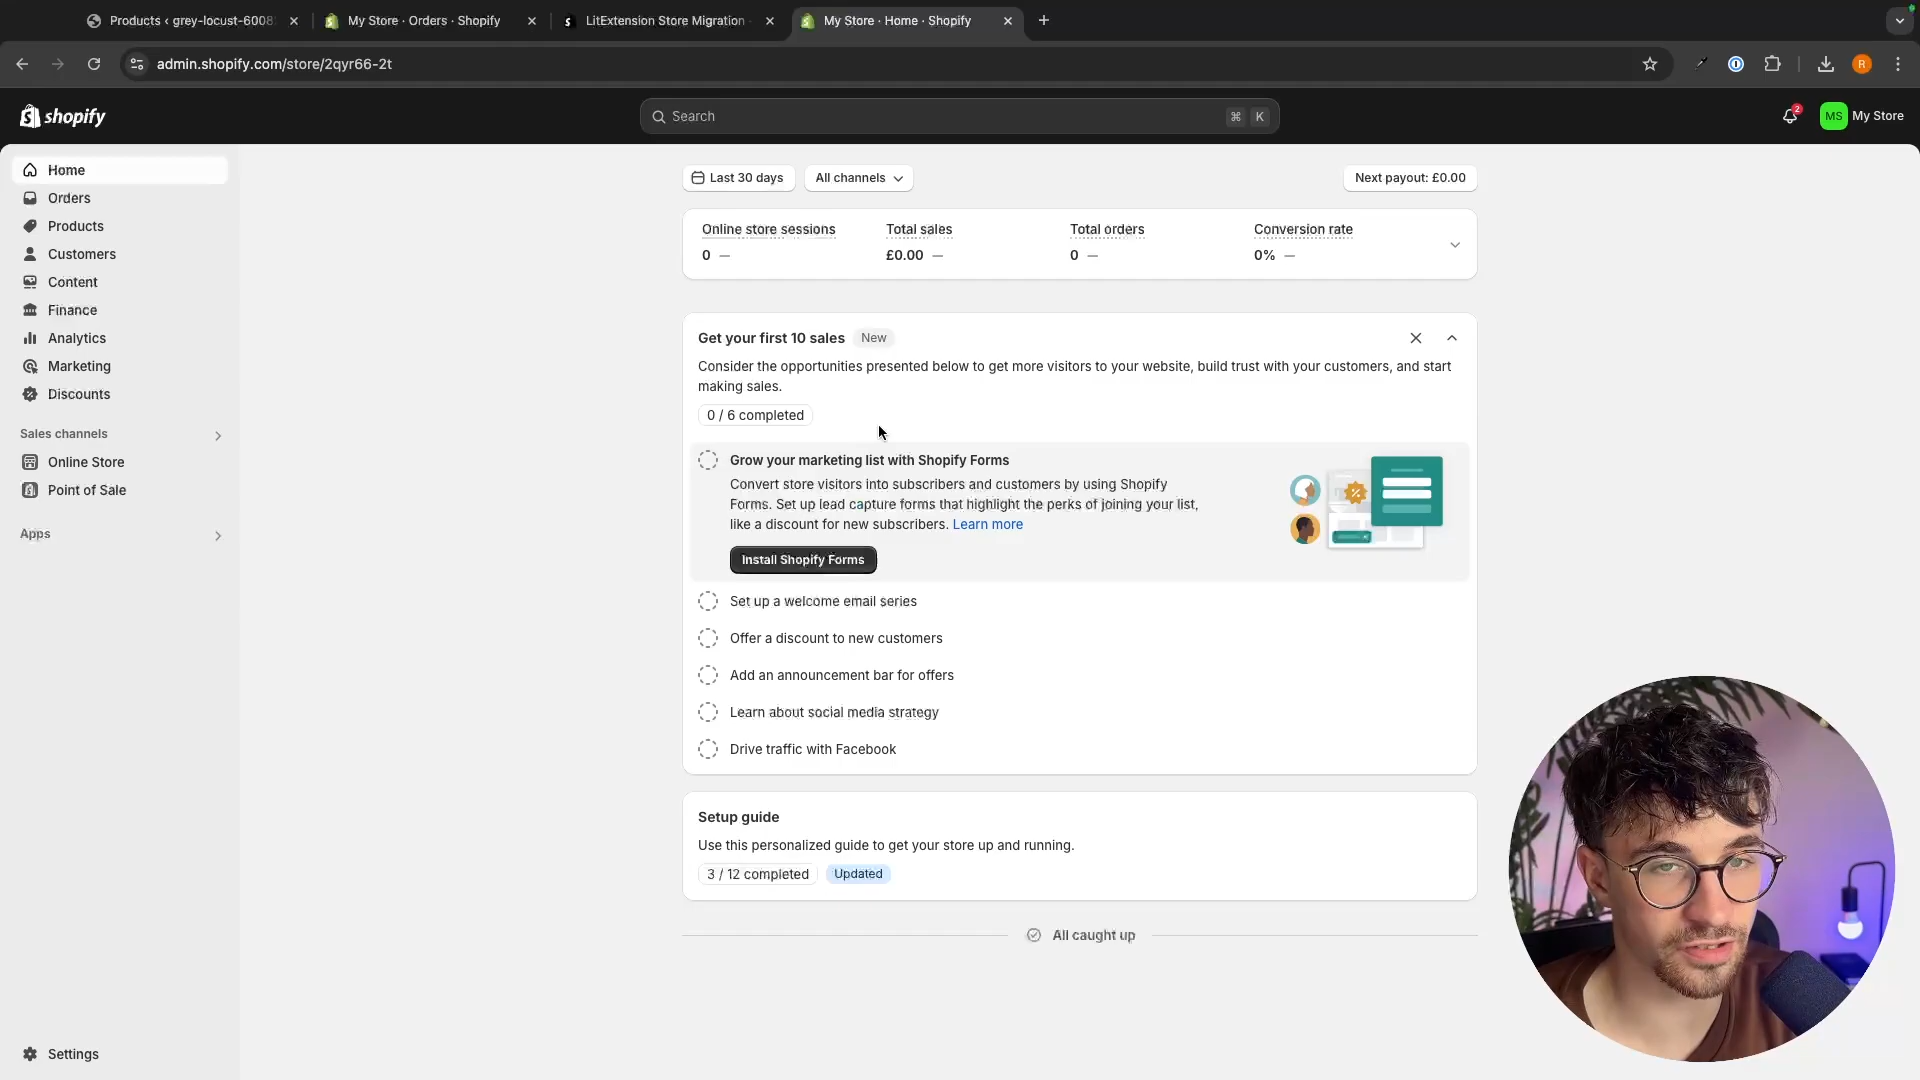 Products ‹ grey-locust-6008
My Store · Orders · Shopify
LitExtension Store Migration
My Store · Home · Shopify
admin.shopify.com/store/2qyr66-2t
R
shopify
Search
⌘ K
2
MS My Store
Home
Orders
Products
Customers
Content
Finance
Analytics
Marketing
Discounts
Sales channels
Online Store
Point of Sale
Apps
Settings
Last 30 days
All channels
Next payout: £0.00
Online store sessions
0 —
Total sales
£0.00 —
Total orders
0 —
Conversion rate
0% —
Get your first 10 sales New
Consider the opportunities presented below to get more visitors to your website, build trust with your customers, and start
making sales.
0 / 6 completed
Grow your marketing list with Shopify Forms
Convert store visitors into subscribers and customers by using Shopify
Forms. Set up lead capture forms that highlight the perks of joining your list,
like a discount for new subscribers. Learn more
Install Shopify Forms
Set up a welcome email series
Offer a discount to new customers
Add an announcement bar for offers
Learn about social media strategy
Drive traffic with Facebook
Setup guide
Use this personalized guide to get your store up and running.
3 / 12 completed Updated
All caught up